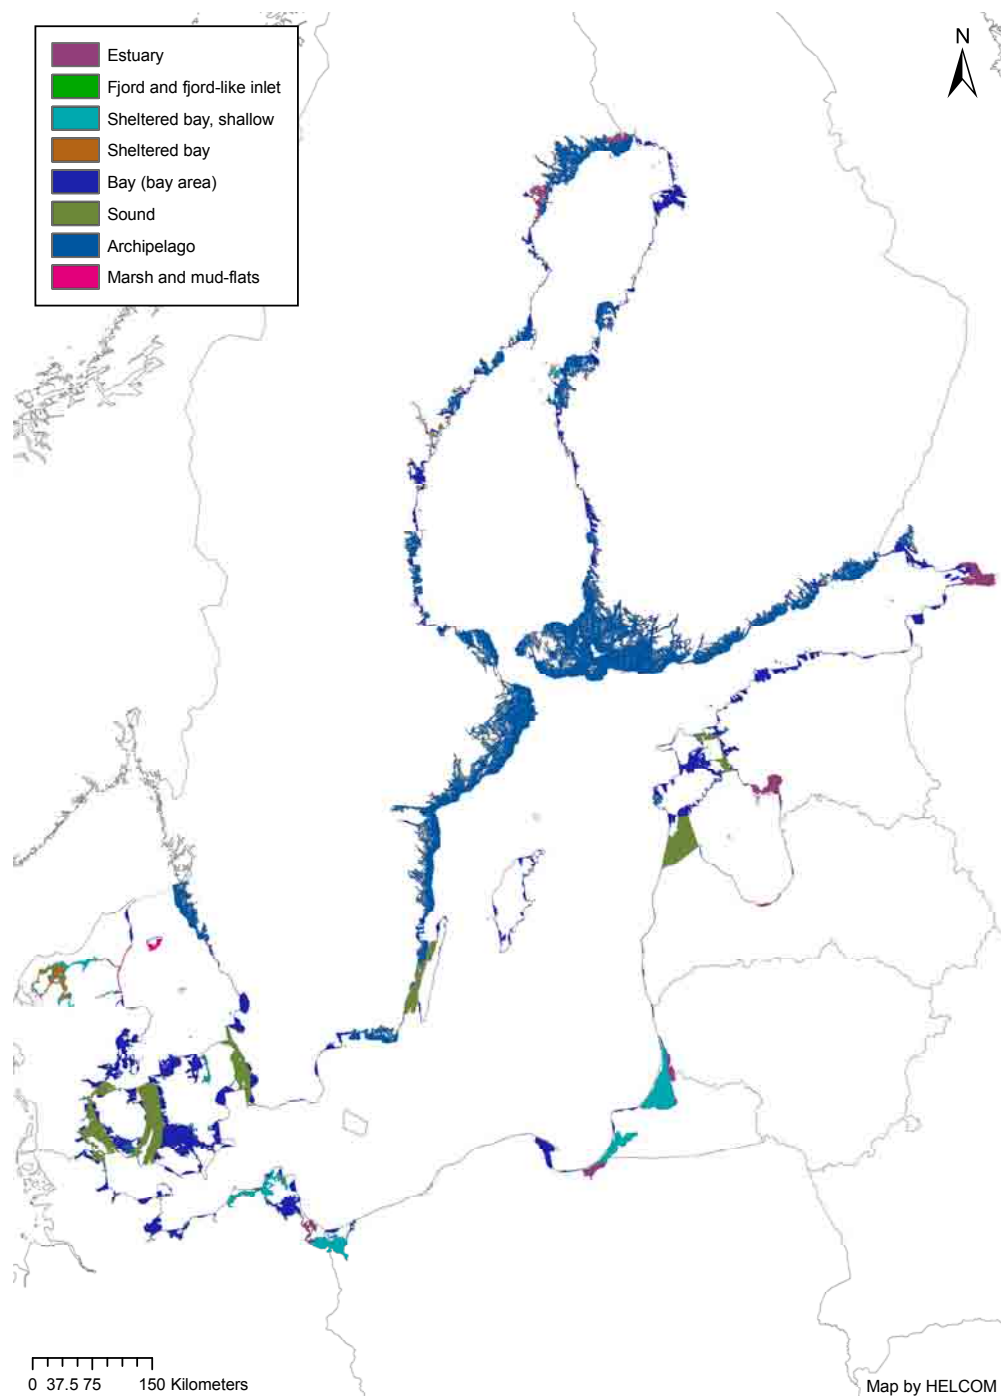 Estuary
Fjord and fjord-like inlet
Sheltered bay, shallow
Sheltered bay
Bay (bay area)
Sound
Archipelago
Marsh and mud-flats
N
0 37.5 75 150 Kilometers
Map by HELCOM